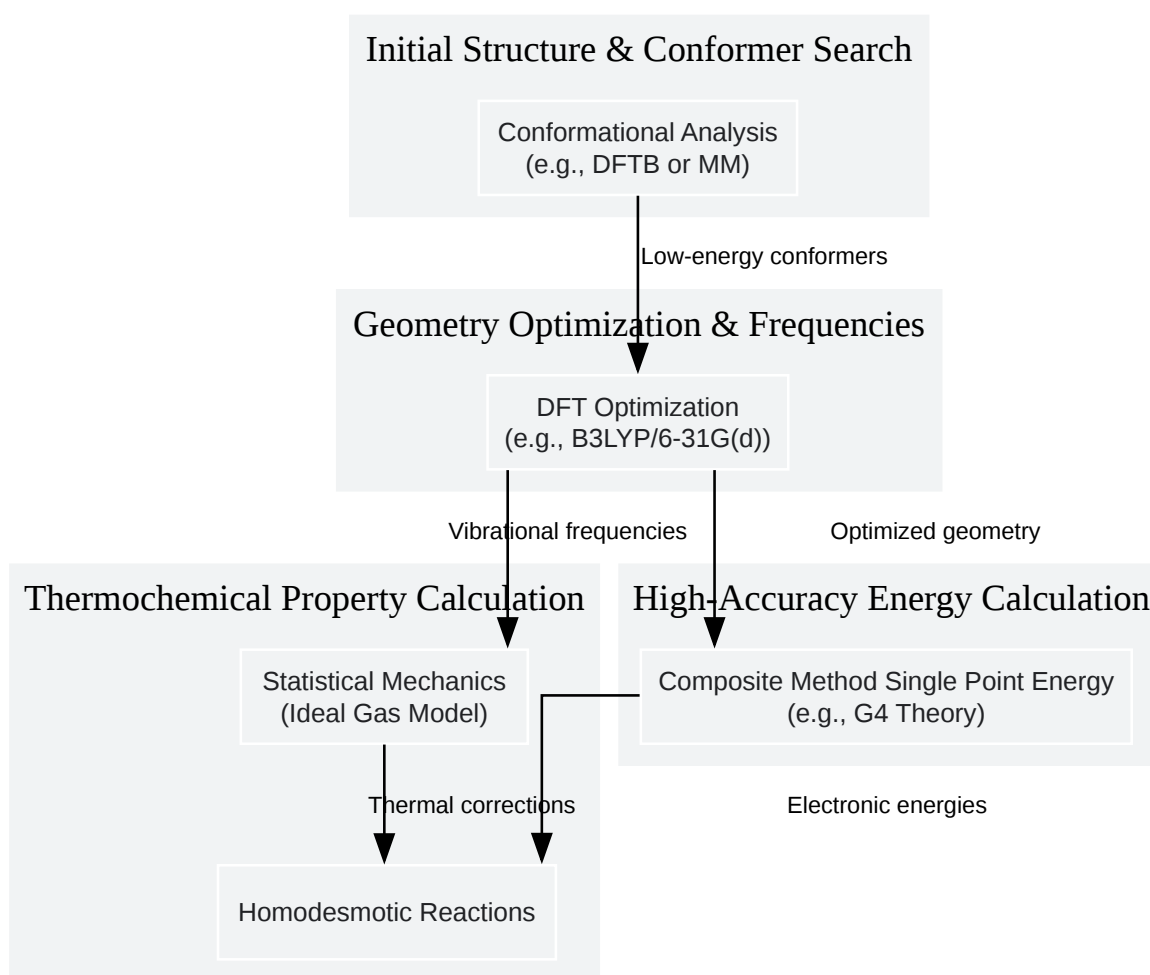 Initial Structure & Conformer Search
Conformational Analysis
(e.g., DFTB or MM)
Low-energy conformers
Geometry Optimization & Frequencies
DFT Optimization
(e.g., B3LYP/6-31G(d))
Vibrational frequencies
Optimized geometry
Thermochemical Property Calculation
High-Accuracy Energy Calculation
Statistical Mechanics
(Ideal Gas Model)
Composite Method Single Point Energy
(e.g., G4 Theory)
Thermal corrections
Electronic energies
Homodesmotic Reactions